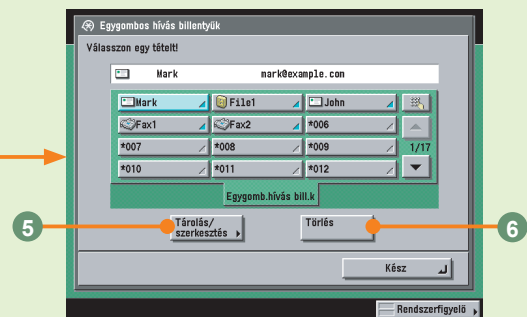 Egygombos hívás billentyűk
Válasszon egy tételt!
Mark mark@example.com
Mark File1 John
Fax1 Fax2 *006
*007 *008 *009 1/17
*010 *011 *012
Egygomb.hívás bill.k
5 Tárolás/ Törlés 6
szerkesztés
Kész
Rendszerfigyelő